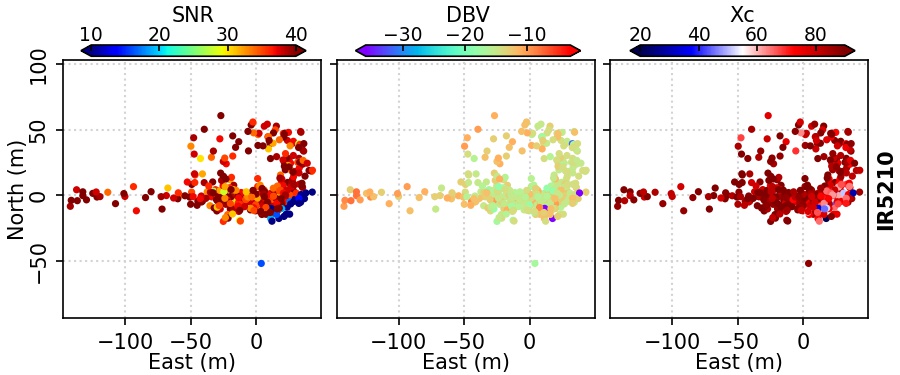 SNR DBV Xc
10 20 30 40 −30 −20 −10 20 40 60 80
100
50
0
−50
North (m)
−100 −50 0 −100 −50 0 −100 −50 0
East (m) East (m) East (m)
IR5210